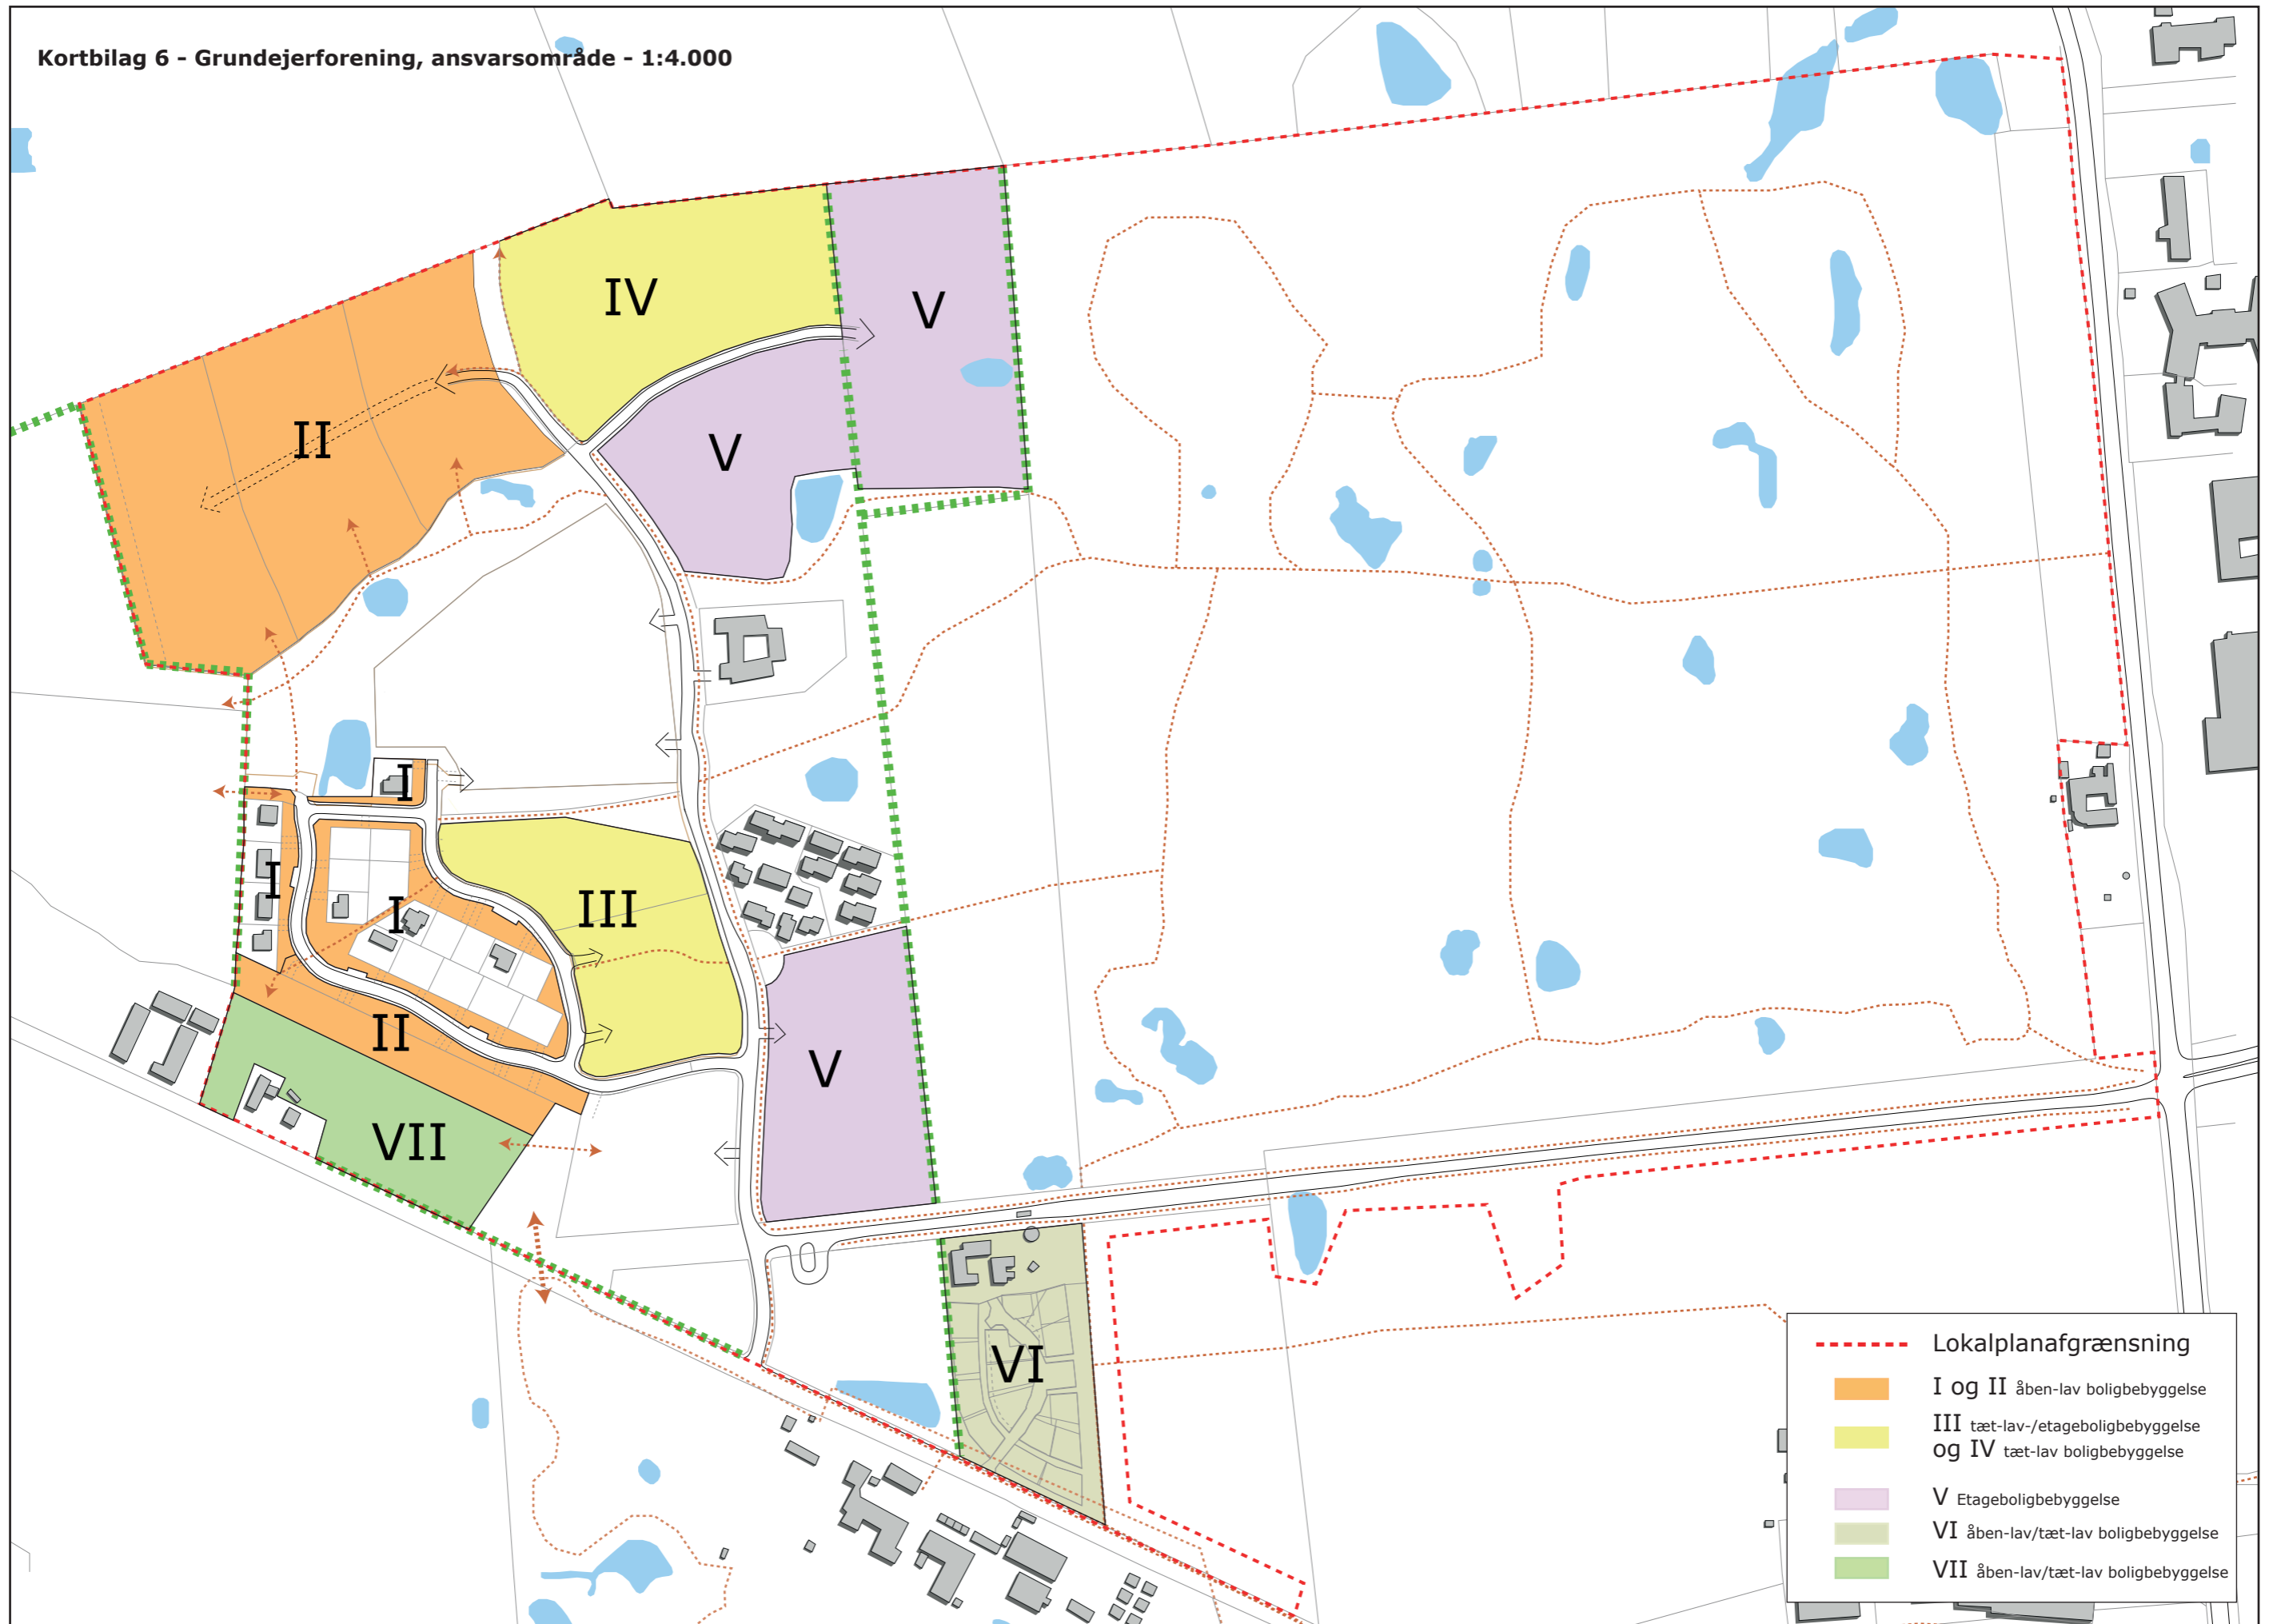 Kortbilag 6 - Grundejerforening, ansvarsområde - 1:4.000
IV
V
II
V
I
I
I
III
II
V
VII
VI
Lokalplanafgrænsning
I og II åben-lav boligbebyggelse
III tæt-lav-/etageboligbebyggelse
og IV tæt-lav boligbebyggelse
V Etageboligbebyggelse
VI åben-lav/tæt-lav boligbebyggelse
VII åben-lav/tæt-lav boligbebyggelse